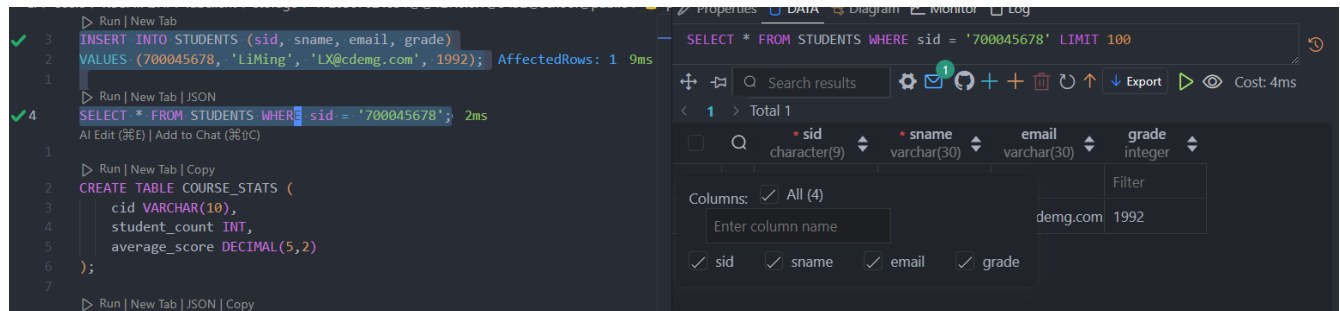 Properties DATA Diagram Monitor Log
Run | New Tab
3 INSERT INTO STUDENTS (sid, sname, email, grade)
2 VALUES (700045678, 'LiMing', 'LX@cdemg.com', 1992); AffectedRows: 1 9ms
1
Run | New Tab | JSON
4 SELECT * FROM STUDENTS WHERE sid = '700045678'; 2ms
AI Edit (⌘E) | Add to Chat (⌘⇧C)
1
Run | New Tab | Copy
2 CREATE TABLE COURSE_STATS (
3 cid VARCHAR(10),
4 student_count INT,
5 average_score DECIMAL(5,2)
6 );
7
Run | New Tab | JSON | Copy
SELECT * FROM STUDENTS WHERE sid = '700045678' LIMIT 100
Search results 1 Export Cost: 4ms
1 Total 1
* sid * sname email grade
character(9) varchar(30) varchar(30) integer
Filter
demg.com 1992
Columns: All (4)
Enter column name
sid sname email grade